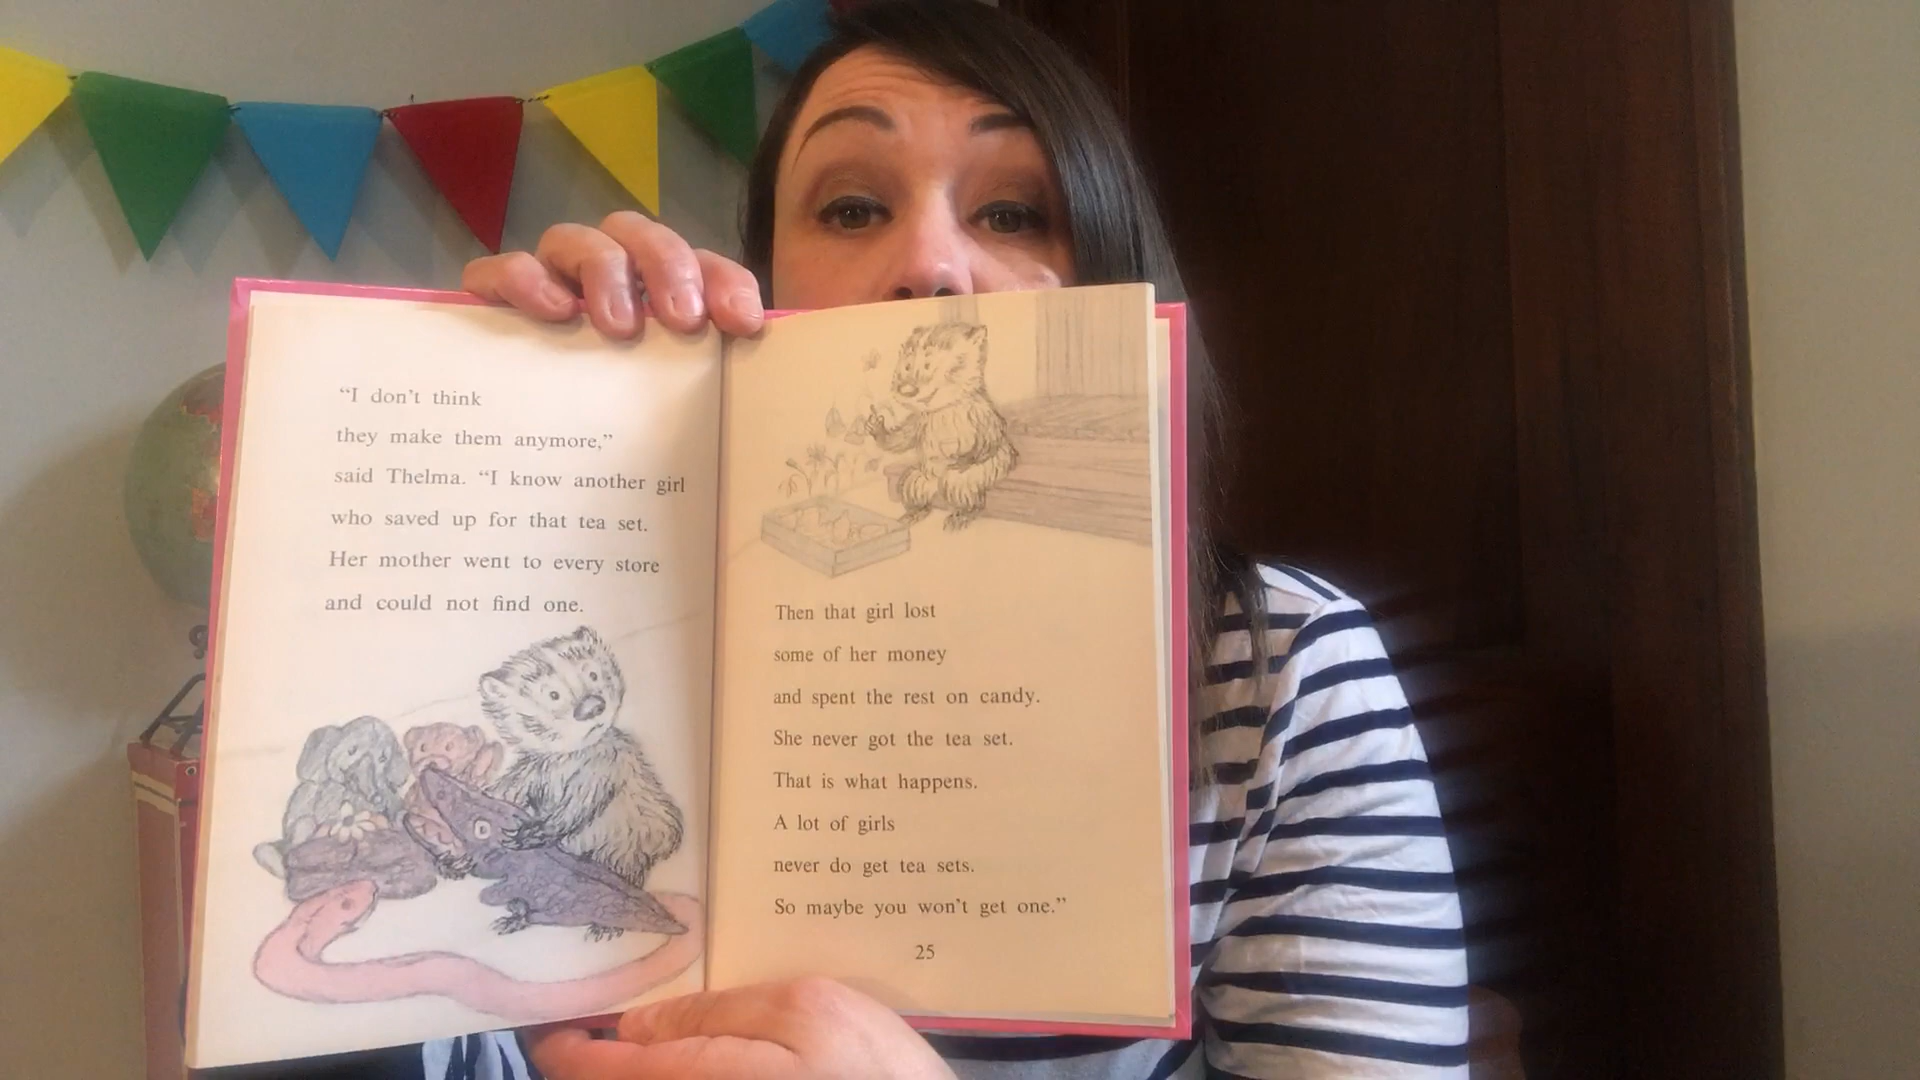 “I don’t think
they make them anymore,”
said Thelma. “I know another girl
who saved up for that tea set.
Her mother went to every store
and could not find one.
Then that girl lost
some of her money
and spent the rest on candy.
She never got the tea set.
That is what happens.
A lot of girls
never do get tea sets.
So maybe you won’t get one.”
25